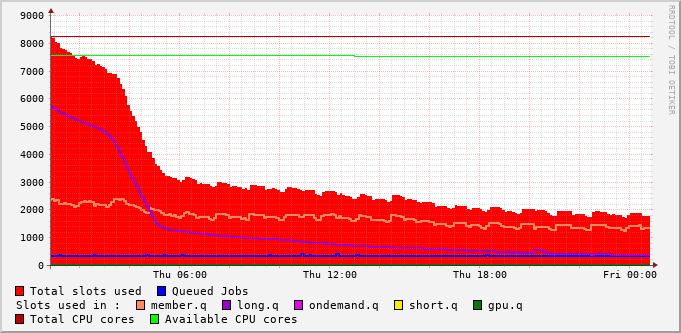 RRDTOOL / TOBI OETIKER
9000
8000
7000
6000
5000
4000
3000
2000
1000
0
Thu 06:00 Thu 12:00 Thu 18:00 Fri 00:00
Total slots used Queued Jobs
Slots used in : member.q long.q ondemand.q short.q gpu.q
Total CPU cores Available CPU cores